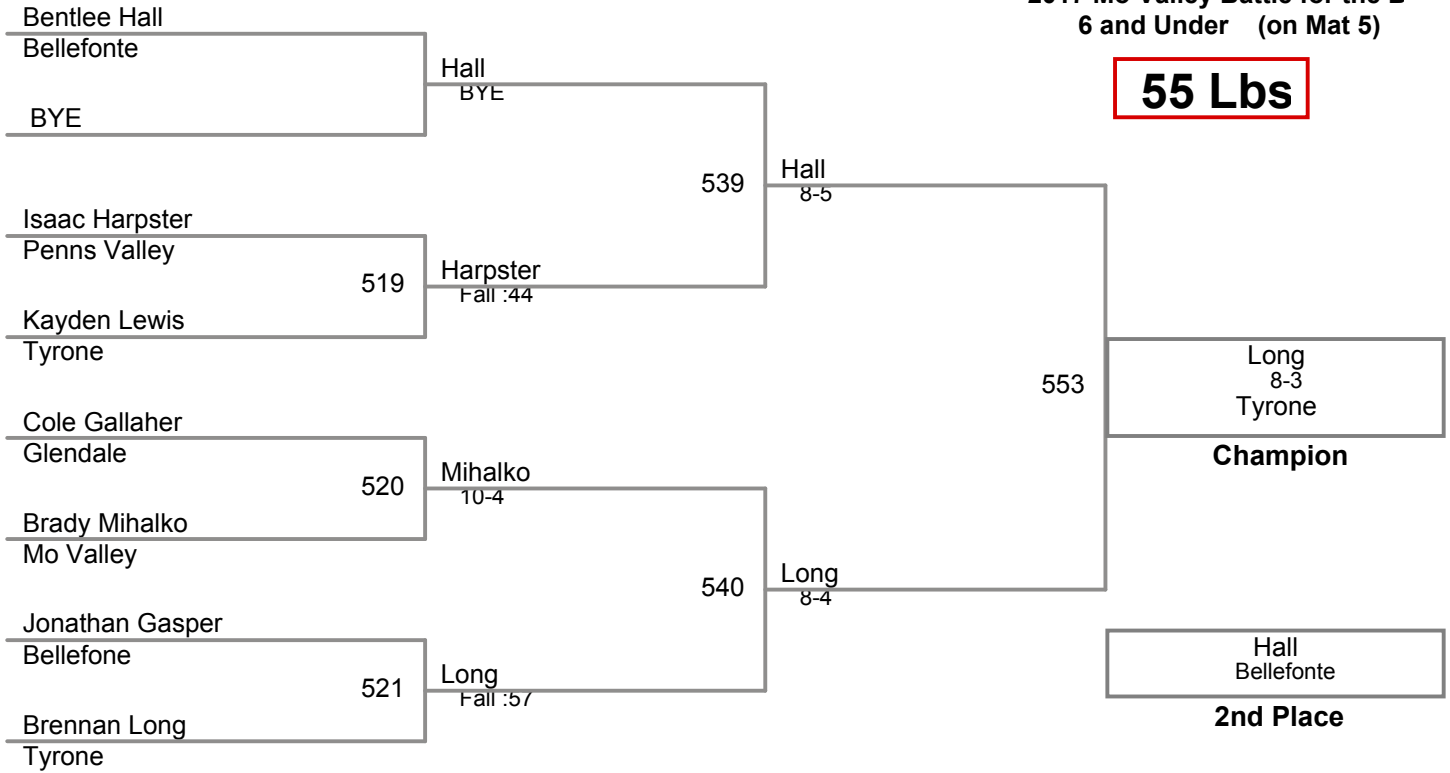 6 and Under (on Mat 5)
55 Lbs
Bentlee Hall
Bellefonte
BYE
Isaac Harpster
Penns Valley
519
Kayden Lewis
Tyrone
Cole Gallaher
Glendale
520
Brady Mihalko
Mo Valley
Jonathan Gasper
Bellefone
521
Brennan Long
Tyrone
Hall
BYE
539
Harpster
Fall :44
Mihalko
10-4
540
Long
Fall :57
Hall
8-5
553
Long
8-4
Long
8-3
Tyrone
Champion
Hall
Bellefonte
2nd Place